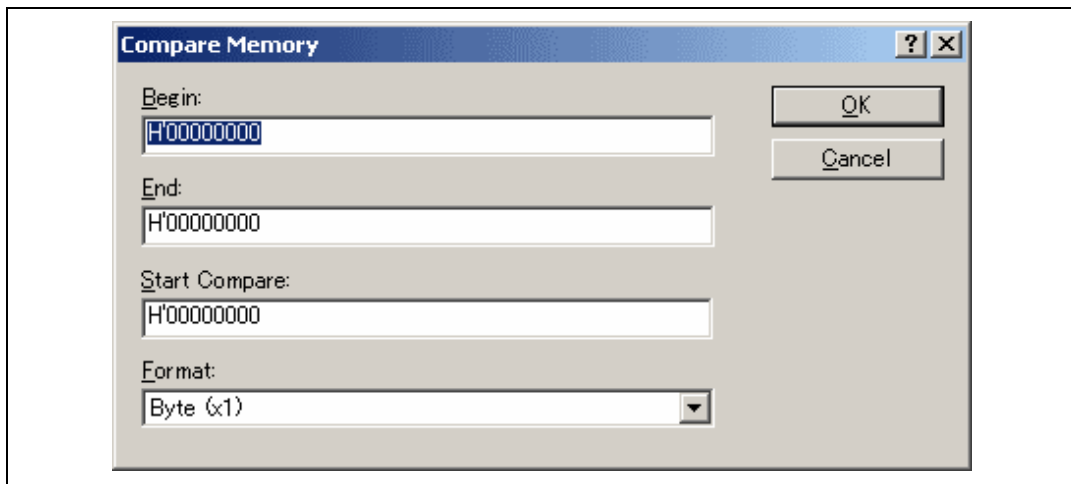 Compare Memory
Begin:
H'00000000
OK
Cancel
End:
H'00000000
Start Compare:
H'00000000
Format:
Byte (x1)